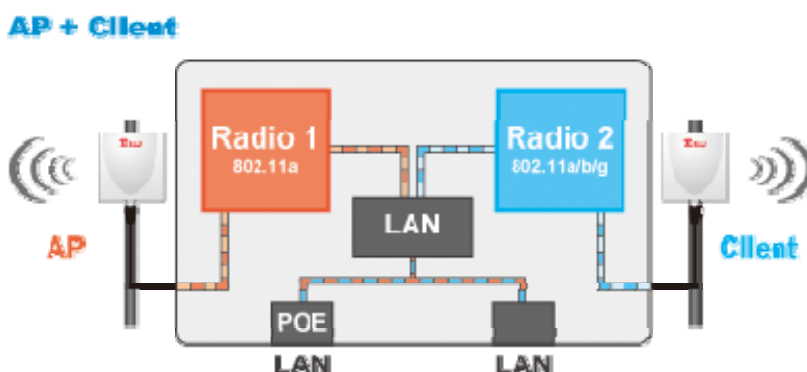 AP + Client
Radio 1
802.11a
Radio 2
802.11a/b/g
LAN
AP
Client
POE
LAN
LAN